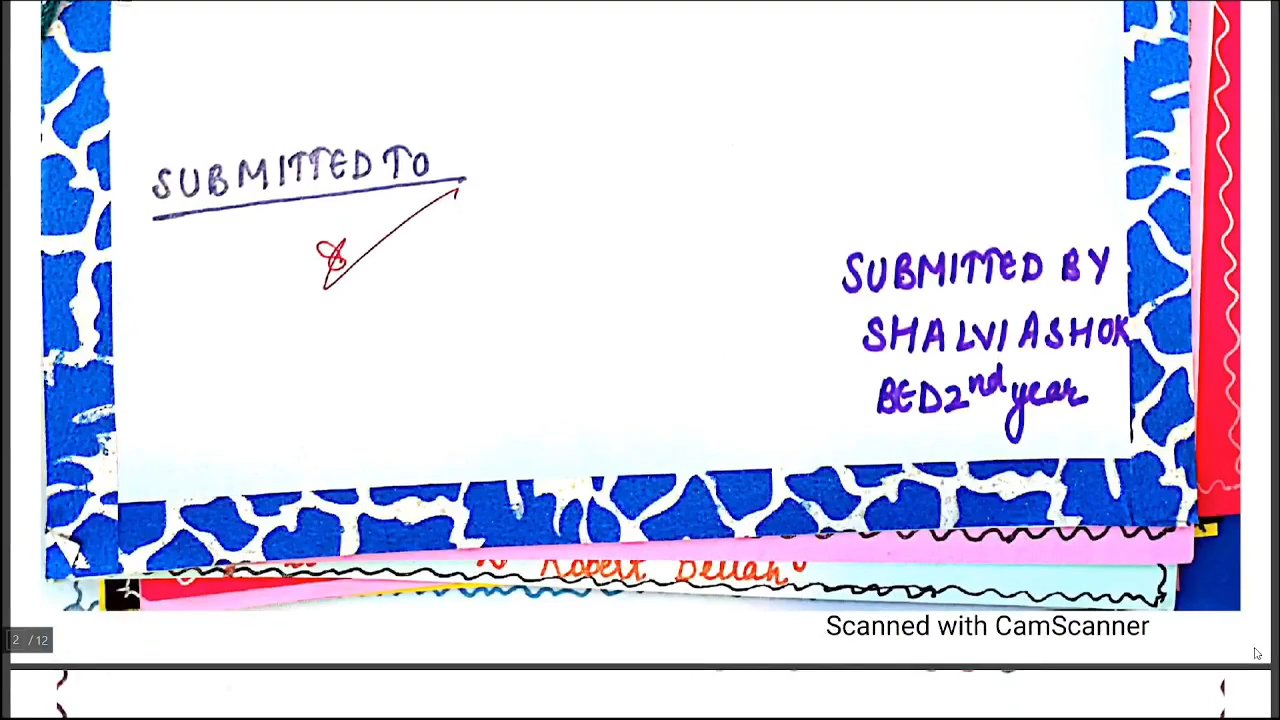 SUBMITTED TO
SUBMITTED BY
SHALVI ASHOK
BED 2nd year
Robert Bellah
Scanned with CamScanner
2 / 12